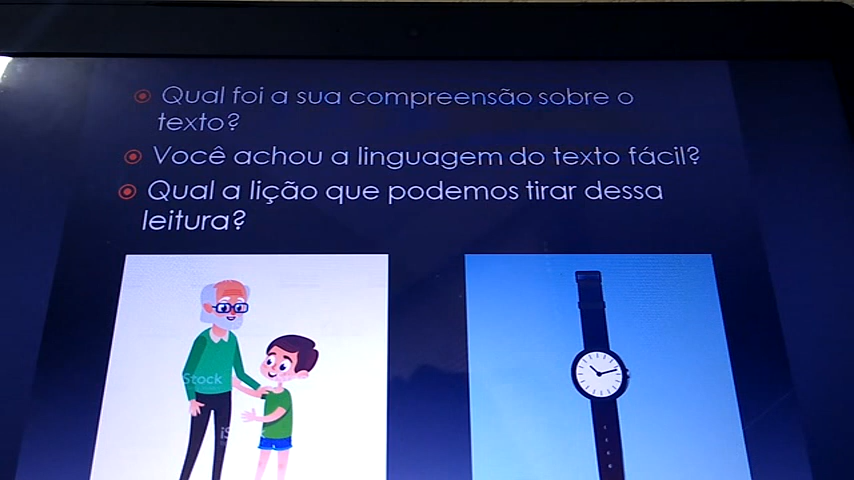 Qual foi a sua compreensão sobre o
texto?
Você achou a linguagem do texto fácil?
Qual a lição que podemos tirar dessa
leitura?
iStock